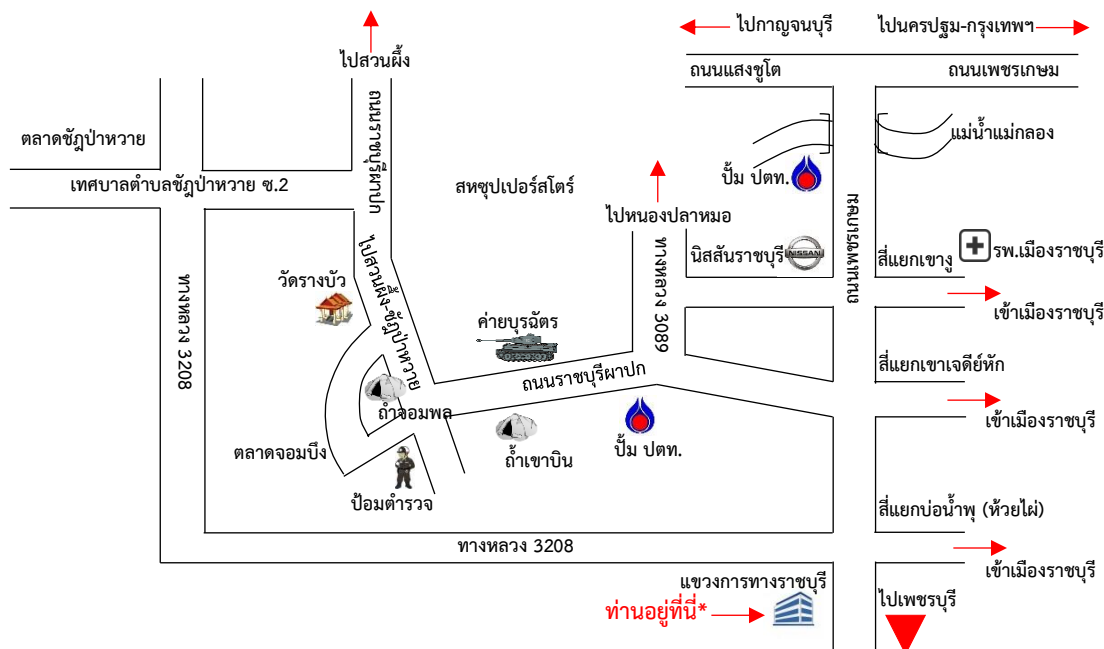 ไปกาญจนบุรี
ไปนครปฐม-กรุงเทพฯ
ไปสวนผึ้ง
ถนนแสงชูโต
ถนนเพชรเกษม
ตลาดชัฎป่าหวาย
ถนนราชบุรีผาปก
แม่น้ำแม่กลอง
เทศบาลตำบลชัฎป่าหวาย ซ.2
สหซุปเปอร์สโตร์
ปั้ม ปตท.
ไปหนองปลาหมอ
ถนนเพชรเกษม
นิสสันราชบุรี
NISSAN
สี่แยกเขางู
รพ.เมืองราชบุรี
ไปสวนผึ้ง-ชัฎป่าหวาย
ทางหลวง 3089
วัดรางบัว
ทางหลวง 3208
เข้าเมืองราชบุรี
ค่ายบุรฉัตร
สี่แยกเขาเจดีย์หัก
ถนนราชบุรีผาปก
ถ้ำจอมพล
เข้าเมืองราชบุรี
ตลาดจอมบึง
ถ้ำเขาบิน
ปั้ม ปตท.
ป้อมตำรวจ
สี่แยกบ่อน้ำพุ (ห้วยไผ่)
ทางหลวง 3208
เข้าเมืองราชบุรี
แขวงการทางราชบุรี
ไปเพชรบุรี
ท่านอยู่ที่นี่*